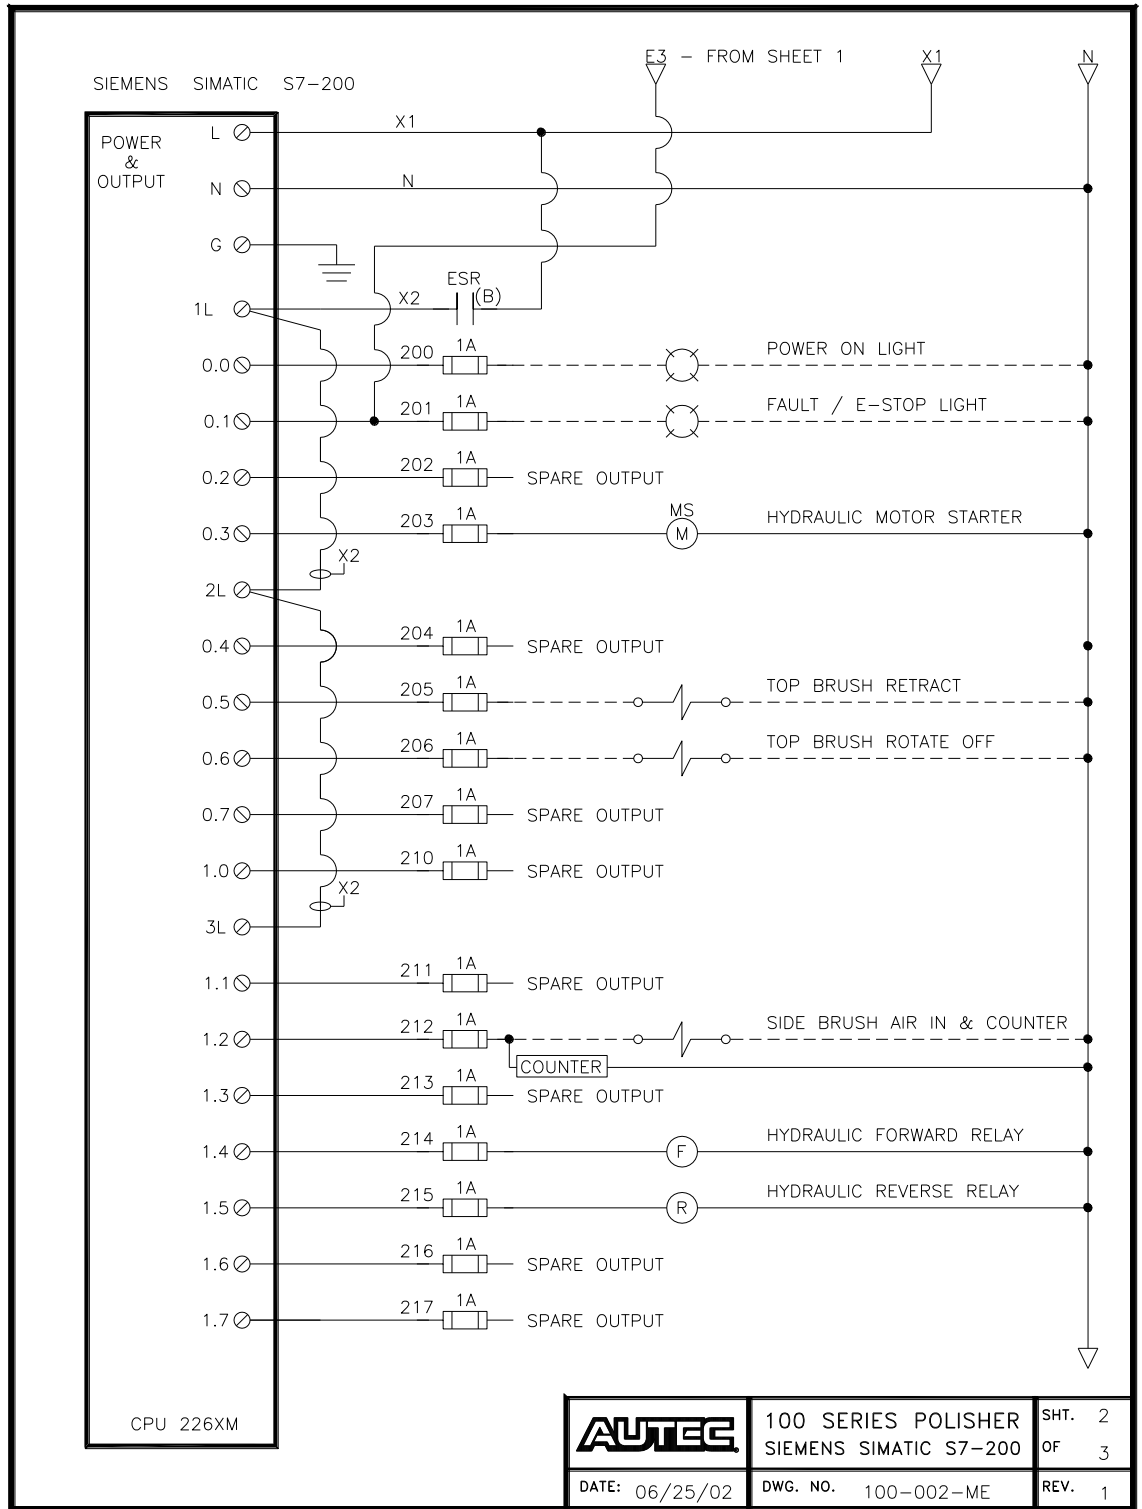 E3 - FROM SHEET 1
X1
N
SIEMENS SIMATIC S7-200
POWER
&
OUTPUT
L
X1
N
N
G
ESR
1L
X2
(B)
0.0
200
1A
POWER ON LIGHT
0.1
201
1A
FAULT / E-STOP LIGHT
0.2
202
1A
SPARE OUTPUT
0.3
203
1A
MS
M
HYDRAULIC MOTOR STARTER
X2
2L
0.4
204
1A
SPARE OUTPUT
0.5
205
1A
TOP BRUSH RETRACT
0.6
206
1A
TOP BRUSH ROTATE OFF
0.7
207
1A
SPARE OUTPUT
1.0
210
1A
SPARE OUTPUT
X2
3L
1.1
211
1A
SPARE OUTPUT
1.2
212
1A
SIDE BRUSH AIR IN & COUNTER
COUNTER
1.3
213
1A
SPARE OUTPUT
1.4
214
1A
F
HYDRAULIC FORWARD RELAY
1.5
215
1A
R
HYDRAULIC REVERSE RELAY
1.6
216
1A
SPARE OUTPUT
1.7
217
1A
SPARE OUTPUT
CPU 226XM
AUTEC.
100 SERIES POLISHER
SIEMENS SIMATIC S7-200
SHT. 2
OF 3
DATE: 06/25/02
DWG. NO. 100-002-ME
REV. 1